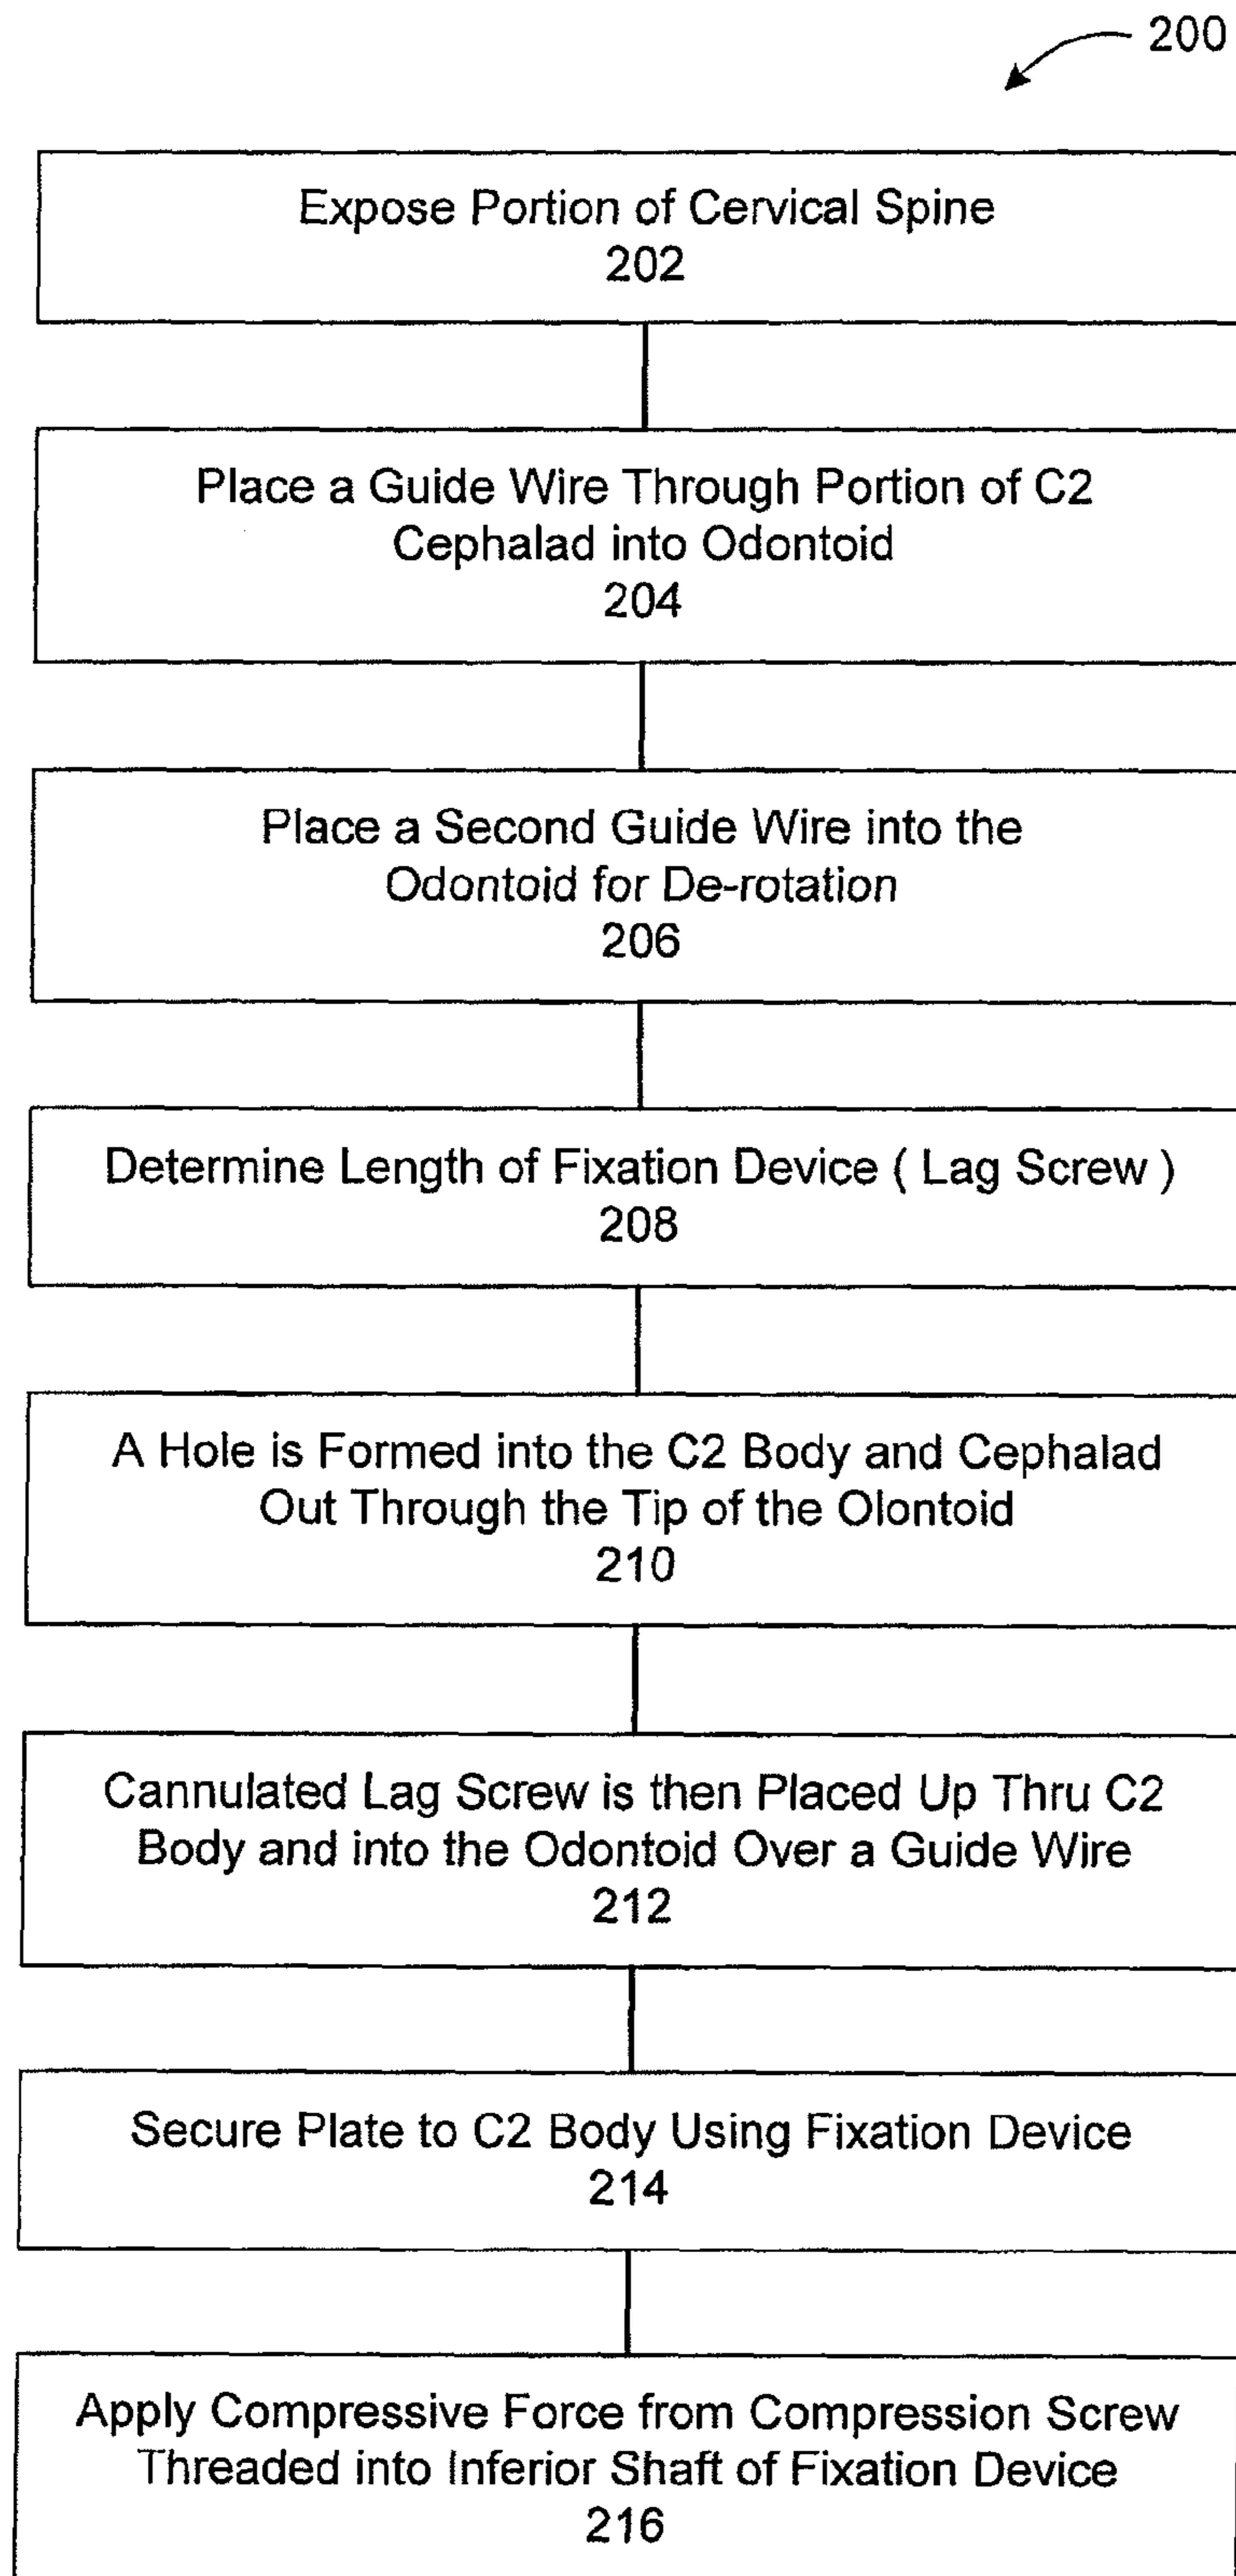 200
Expose Portion of Cervical Spine
202
Place a Guide Wire Through Portion of C2
Cephalad into Odontoid
204
Place a Second Guide Wire into the
Odontoid for De-rotation
206
Determine Length of Fixation Device ( Lag Screw )
208
A Hole is Formed into the C2 Body and Cephalad
Out Through the Tip of the Olontoid
210
Cannulated Lag Screw is then Placed Up Thru C2
Body and into the Odontoid Over a Guide Wire
212
Secure Plate to C2 Body Using Fixation Device
214
Apply Compressive Force from Compression Screw
Threaded into Inferior Shaft of Fixation Device
216